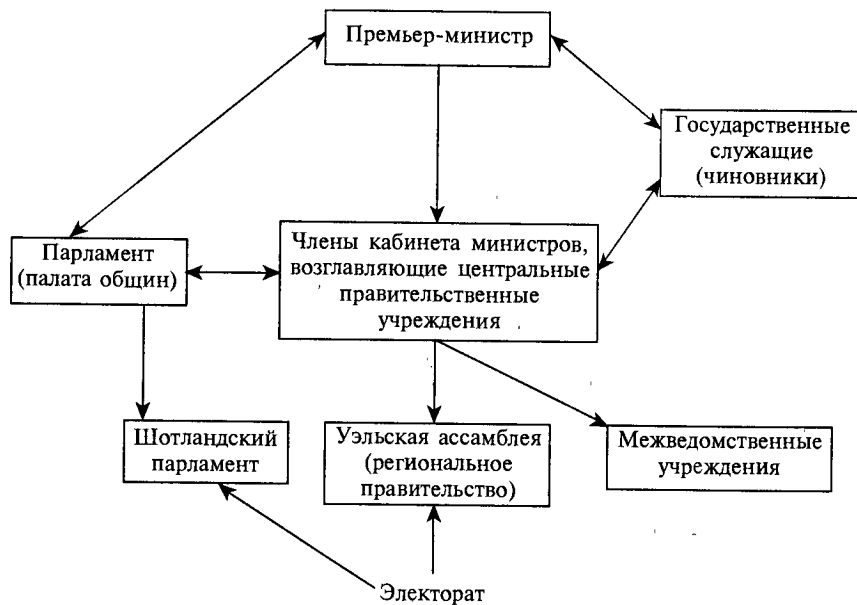 Премьер-министр
Государственные
служащие
(чиновники)
Парламент
(палата общин)
Члены кабинета министров,
возглавляющие центральные
правительственные
учреждения
Шотландский
парламент
Уэльская ассамблея
(региональное
правительство)
Межведомственные
учреждения
Электорат